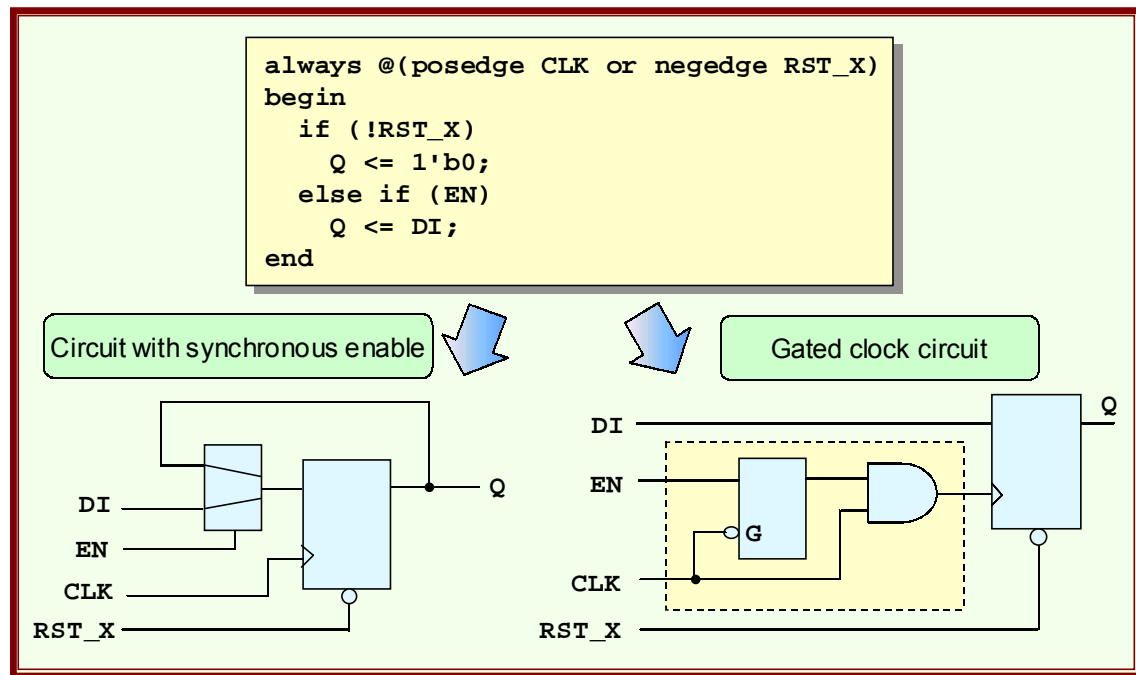 always @(posedge CLK or negedge RST_X)
begin
if (!RST_X)
Q <= 1'b0;
else if (EN)
Q <= DI;
end
Circuit with synchronous enable
Gated clock circuit
DI
EN
CLK
RST_X
Q
DI
EN
G
CLK
RST_X
Q